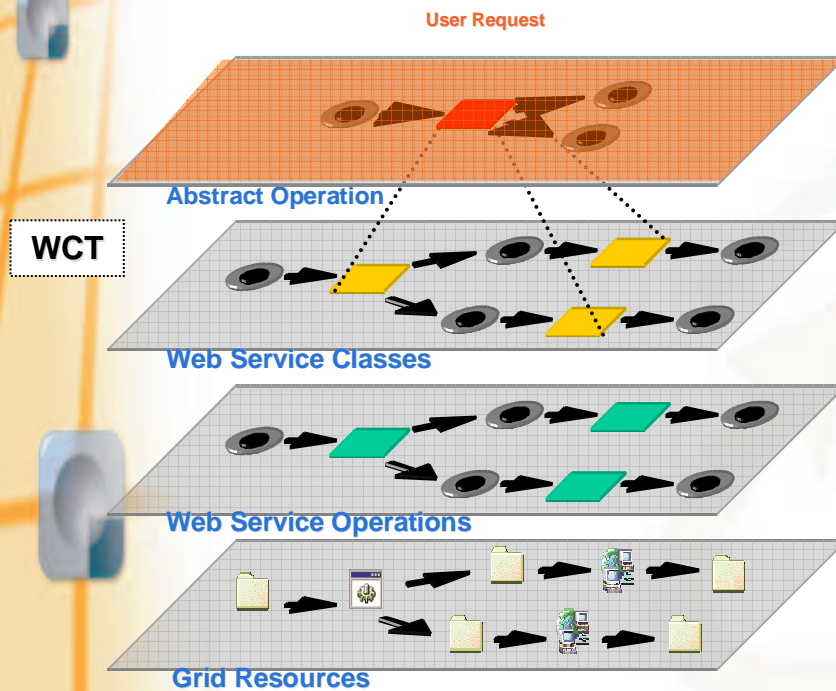 User Request
Abstract Operation
WCT
Web Service Classes
Web Service Operations
Grid Resources